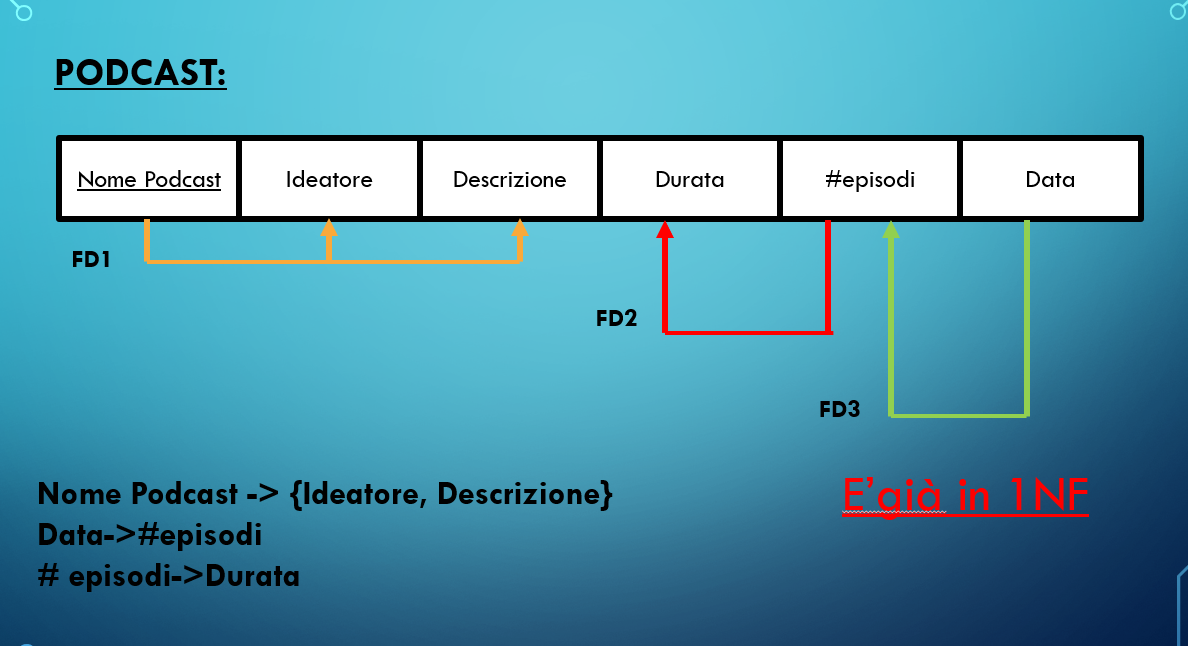 PODCAST:
Nome Podcast Ideatore Descrizione Durata #episodi Data
FD1
FD2
FD3
Nome Podcast -> {Ideatore, Descrizione}
Data->#episodi
# episodi->Durata
E'già in 1NF